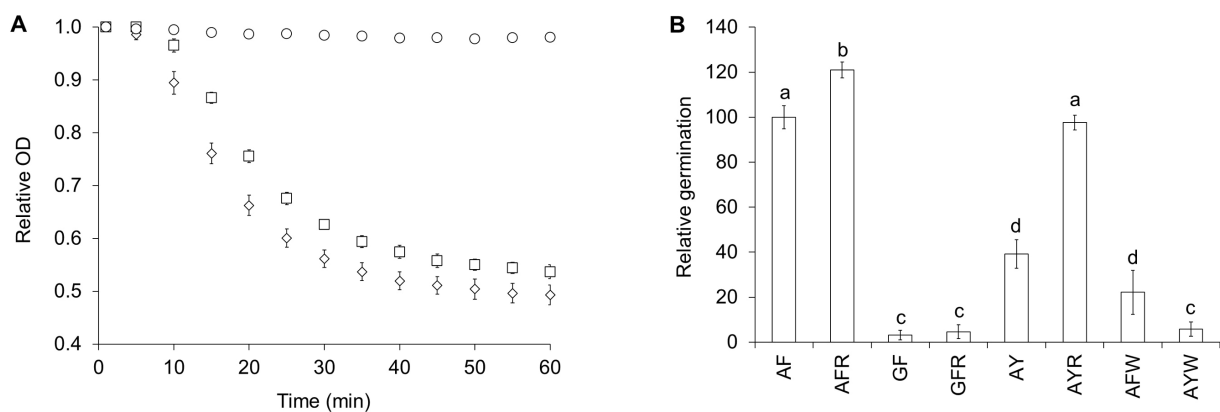 A
1.0
0.9
0.8
0.7
0.6
0.5
0.4
Relative OD
0
10
20
30
40
50
60
Time (min)
B
140
120
100
80
60
40
20
0
Relative germination
a
b
c
c
d
a
d
c
AF
AFR
GF
GFR
AY
AYR
AFW
AYW